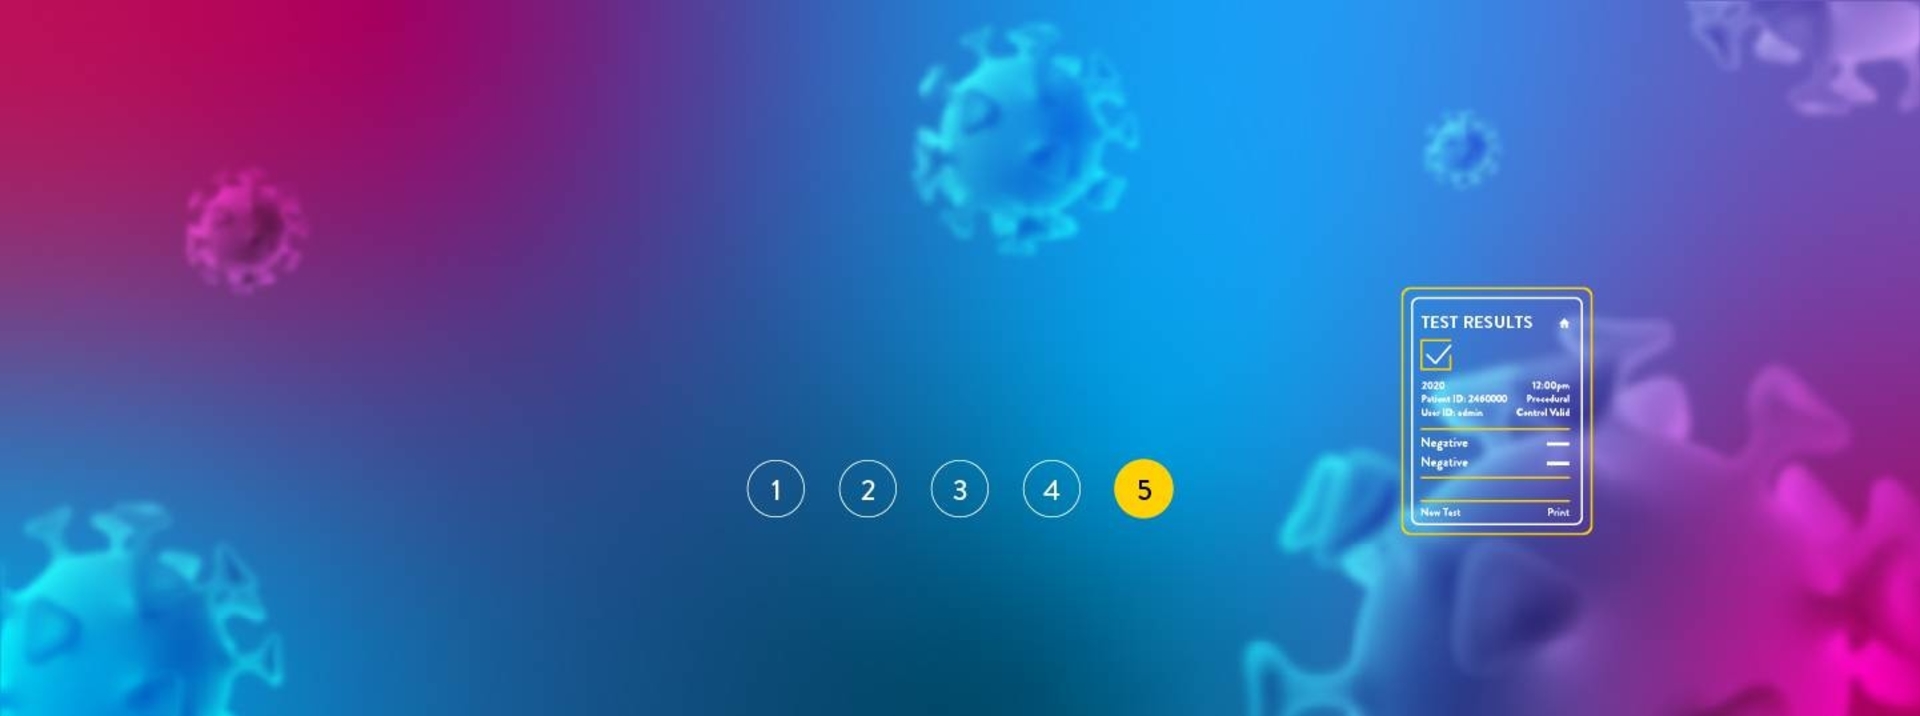 TEST RESULTS
2020 12:00pm
Patient ID: 2460000 Procedural
User ID: admin Control Valid
Negative
Negative
1 2 3 4 5
New Test Print